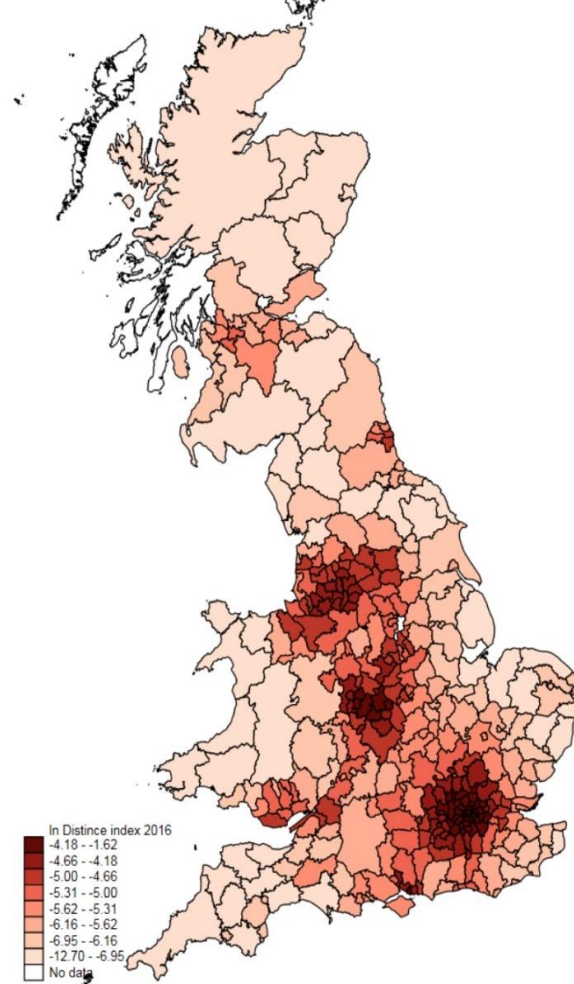 ln Distince index 2016
-4.18 - -1.62
-4.66 - -4.18
-5.00 - -4.66
-5.31 - -5.00
-5.62 - -5.31
-6.16 - -5.62
-6.95 - -6.16
-12.70 - -6.95
No data